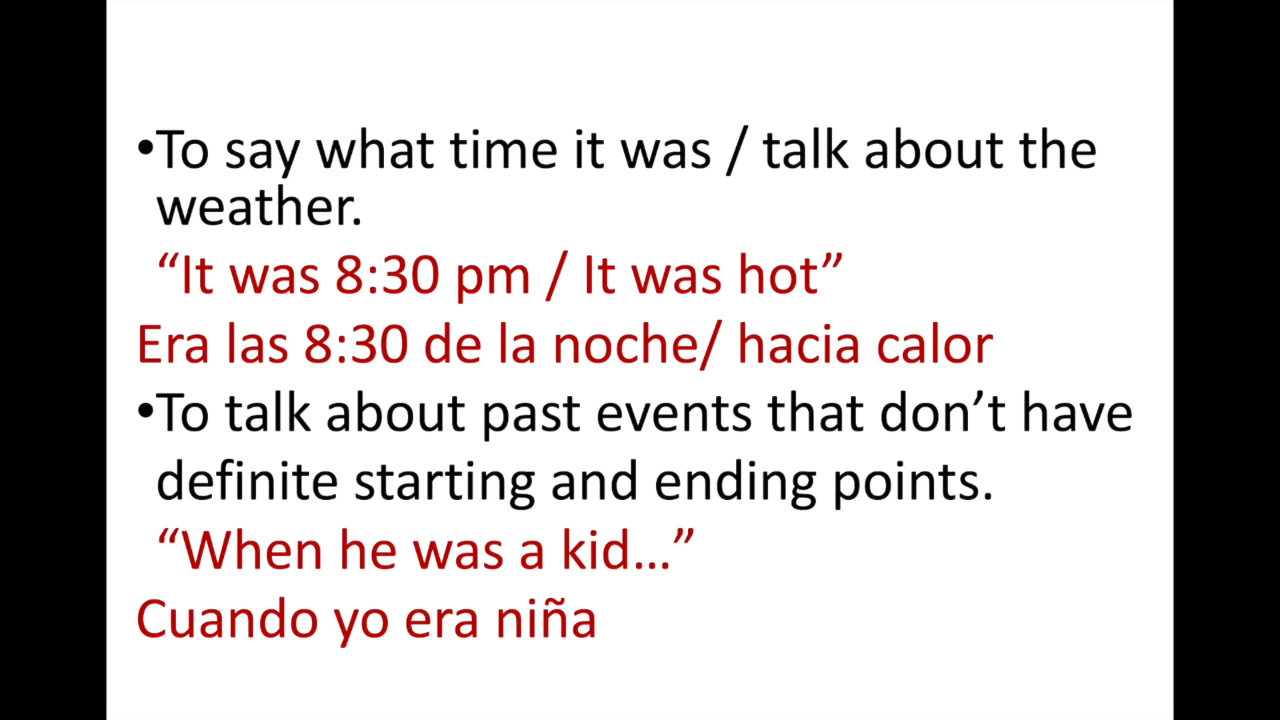 •To say what time it was / talk about the
weather.
“It was 8:30 pm / It was hot”
Era las 8:30 de la noche/ hacia calor
•To talk about past events that don’t have
definite starting and ending points.
“When he was a kid…”
Cuando yo era niña